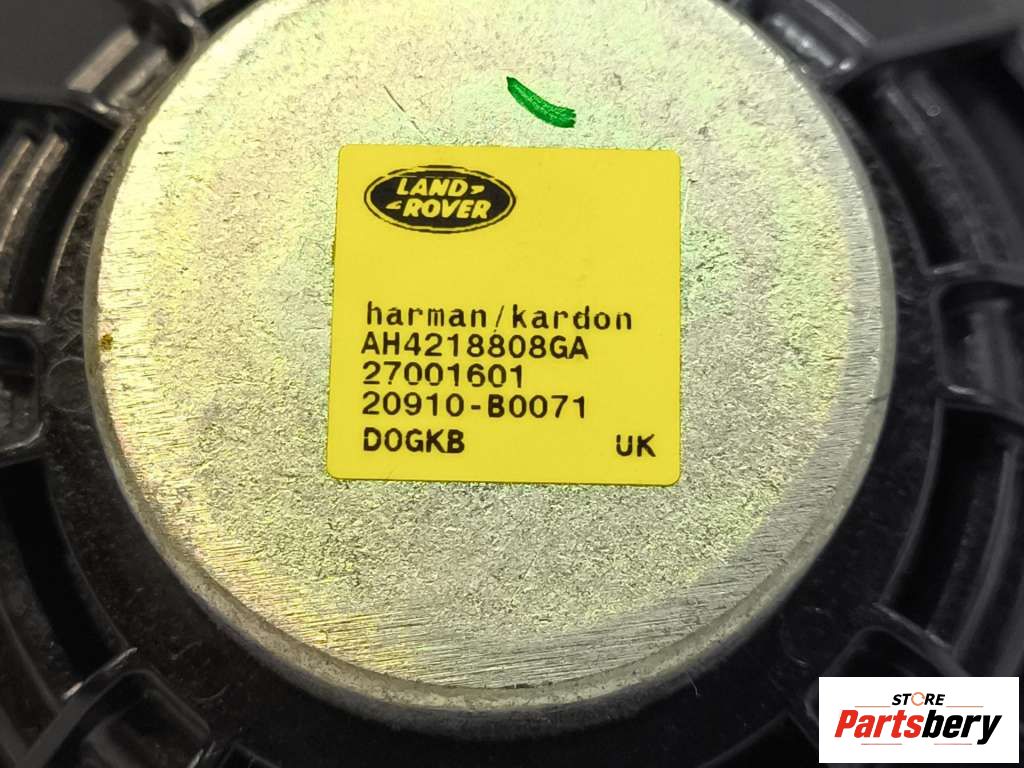 LAND
ROVER
harman/kardon
AH4218808GA
27001601
20910-B0071
D0GKB UK
STORE
Partsbery